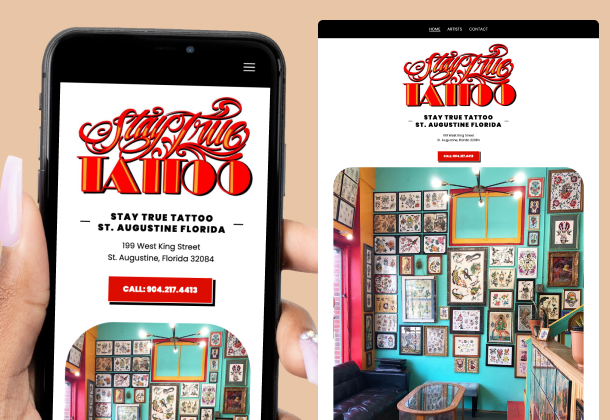 Stay True
TATTOO
STAY TRUE TATTOO
ST. AUGUSTINE FLORIDA
199 West King Street
St. Augustine, Florida 32084
CALL: 904.217.4413
HOME ARTISTS CONTACT
Stay True
TATTOO
STAY TRUE TATTOO
ST. AUGUSTINE FLORIDA
199 West King Street
St. Augustine, Florida 32084
CALL: 904.217.4413